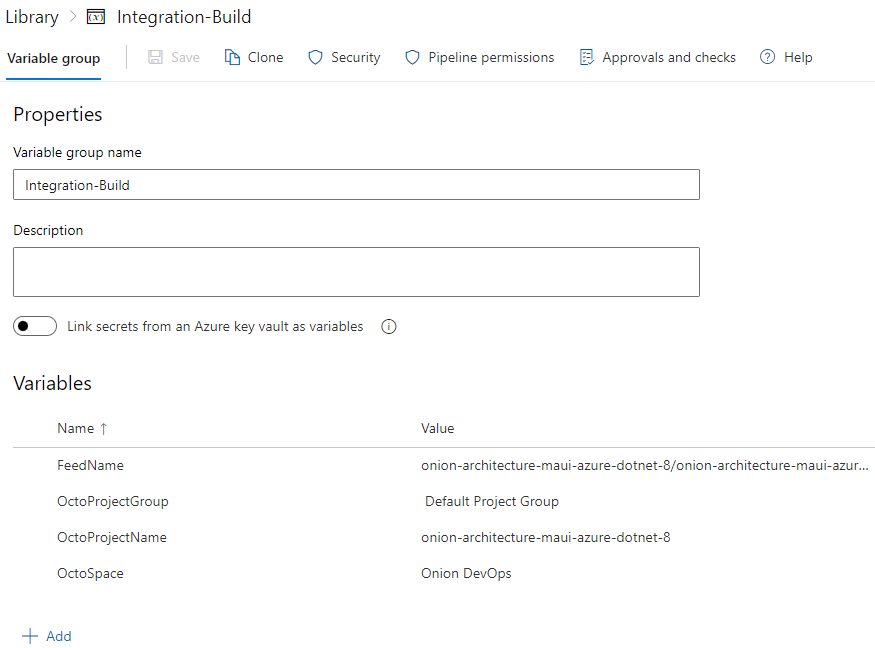 Library > (x) Integration-Build
Variable group Save Clone Security Pipeline permissions Approvals and checks ? Help
Properties
Variable group name
Integration-Build
Description
Link secrets from an Azure key vault as variables i
Variables
Name ↑ Value
FeedName onion-architecture-maui-azure-dotnet-8/onion-architecture-maui-azur...
OctoProjectGroup Default Project Group
OctoProjectName onion-architecture-maui-azure-dotnet-8
OctoSpace Onion DevOps
+ Add